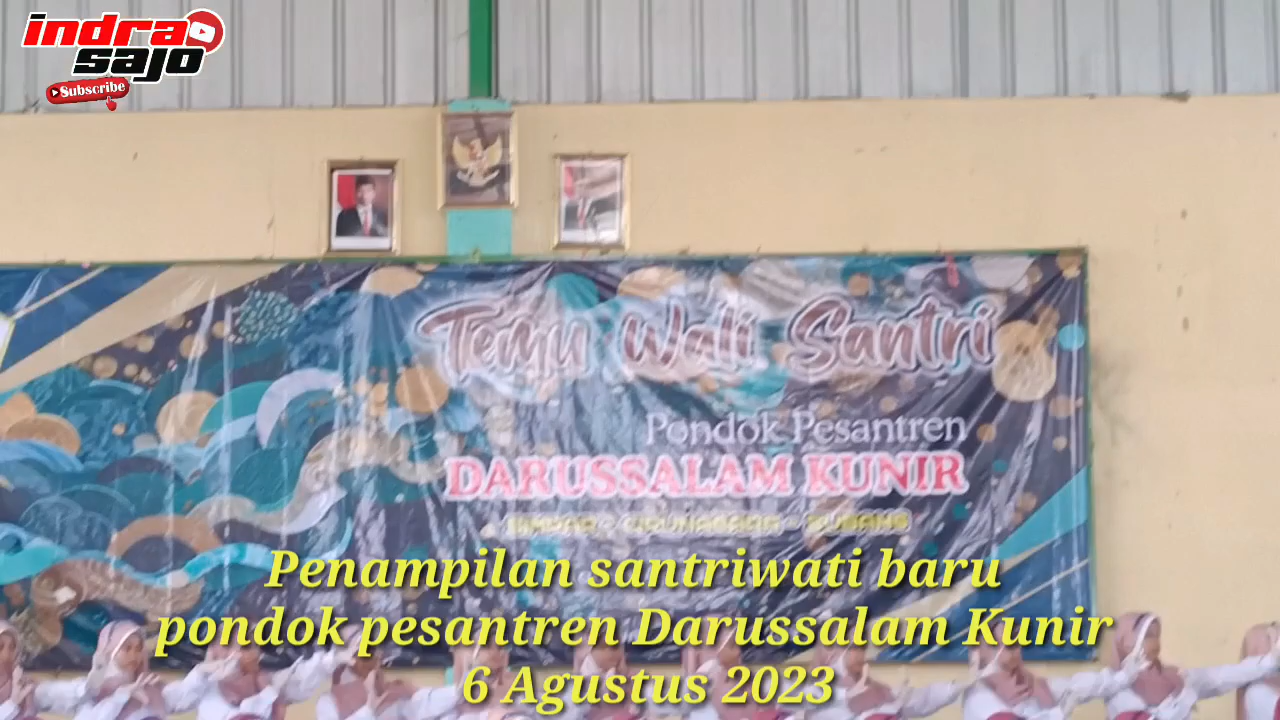 indra
sajo
Subscribe
Temu Wali Santri
Pondok Pesantren
DARUSSALAM KUNIR
Penampilan santriwati baru
pondok pesantren Darussalam Kunir
6 Agustus 2023